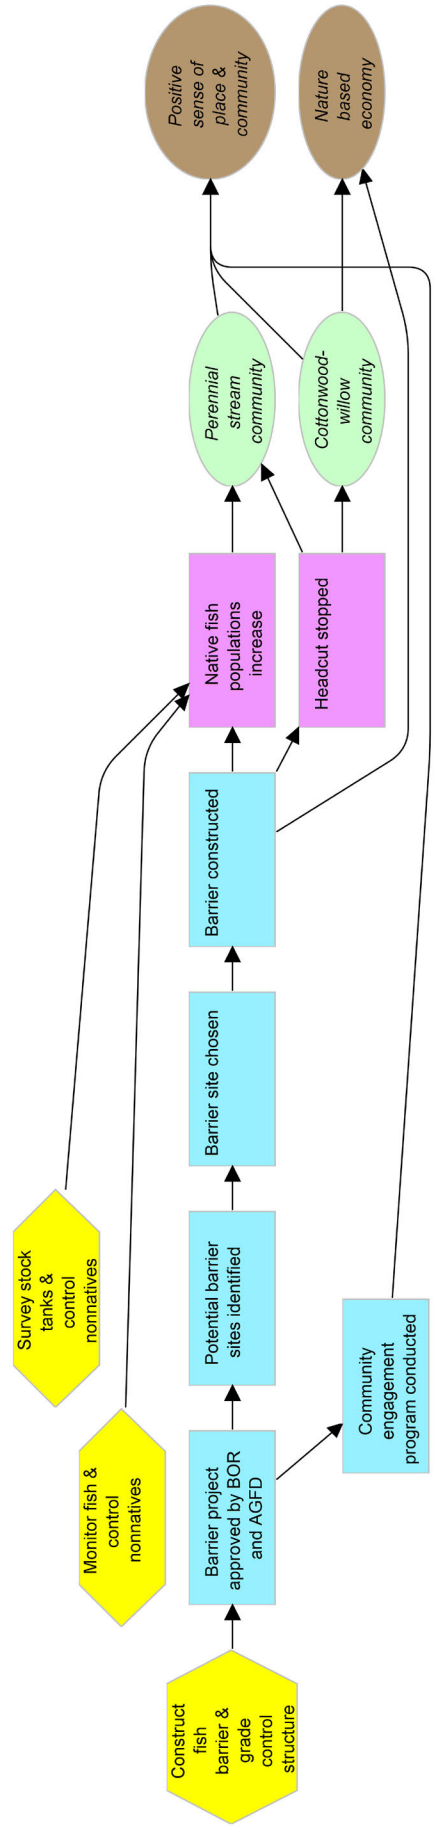 Construct
fish
barrier &
grade
control
structure
Monitor fish &
control
nonnatives
Survey stock
tanks &
control
nonnatives
Barrier project
approved by BOR
and AGFD
Community
engagement
program conducted
Potential barrier
sites identified
Barrier site chosen
Barrier constructed
Native fish
populations
increase
Headcut stopped
Perennial
stream
community
Cottonwood-
willow
community
Positive
sense of
place &
community
Nature
based
economy